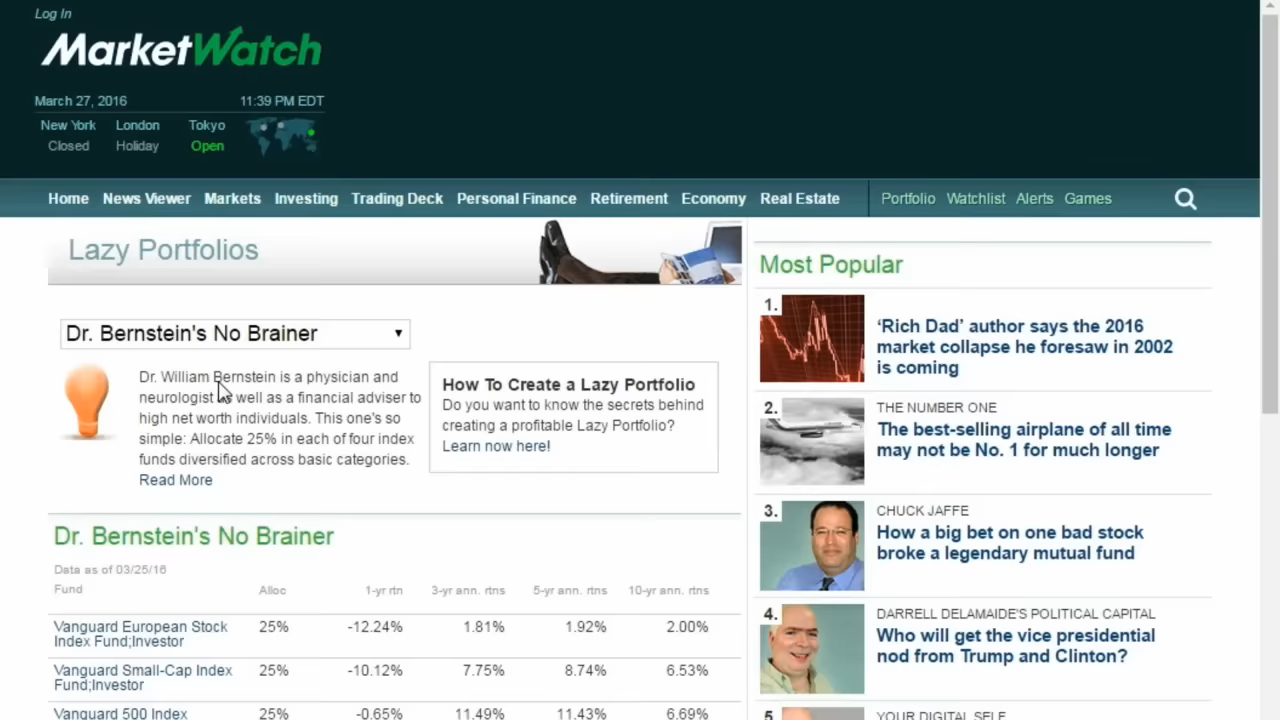 Log In
MarketWatch
March 27, 2016 11:39 PM EDT
New York London Tokyo
Closed Holiday Open
Home News Viewer Markets Investing Trading Deck Personal Finance Retirement Economy Real Estate Portfolio Watchlist Alerts Games
Lazy Portfolios
Dr. Bernstein's No Brainer
Dr. William Bernstein is a physician and
neurologist as well as a financial adviser to
high net worth individuals. This one's so
simple: Allocate 25% in each of four index
funds diversified across basic categories.
Read More
How To Create a Lazy Portfolio
Do you want to know the secrets behind
creating a profitable Lazy Portfolio?
Learn now here!
Dr. Bernstein's No Brainer
Data as of 03/25/16
Fund Alloc 1-yr rtn 3-yr ann. rtns 5-yr ann. rtns 10-yr ann. rtns
Vanguard European Stock 25% -12.24% 1.81% 1.92% 2.00%
Index Fund;Investor
Vanguard Small-Cap Index 25% -10.12% 7.75% 8.74% 6.53%
Fund;Investor
Vanguard 500 Index 25% -0.65% 11.49% 11.43% 6.69%
Most Popular
1.
‘Rich Dad’ author says the 2016
market collapse he foresaw in 2002
is coming
2.
THE NUMBER ONE
The best-selling airplane of all time
may not be No. 1 for much longer
3.
CHUCK JAFFE
How a big bet on one bad stock
broke a legendary mutual fund
4.
DARRELL DELAMAIDE'S POLITICAL CAPITAL
Who will get the vice presidential
nod from Trump and Clinton?
5.
YOUR DIGITAL SELF